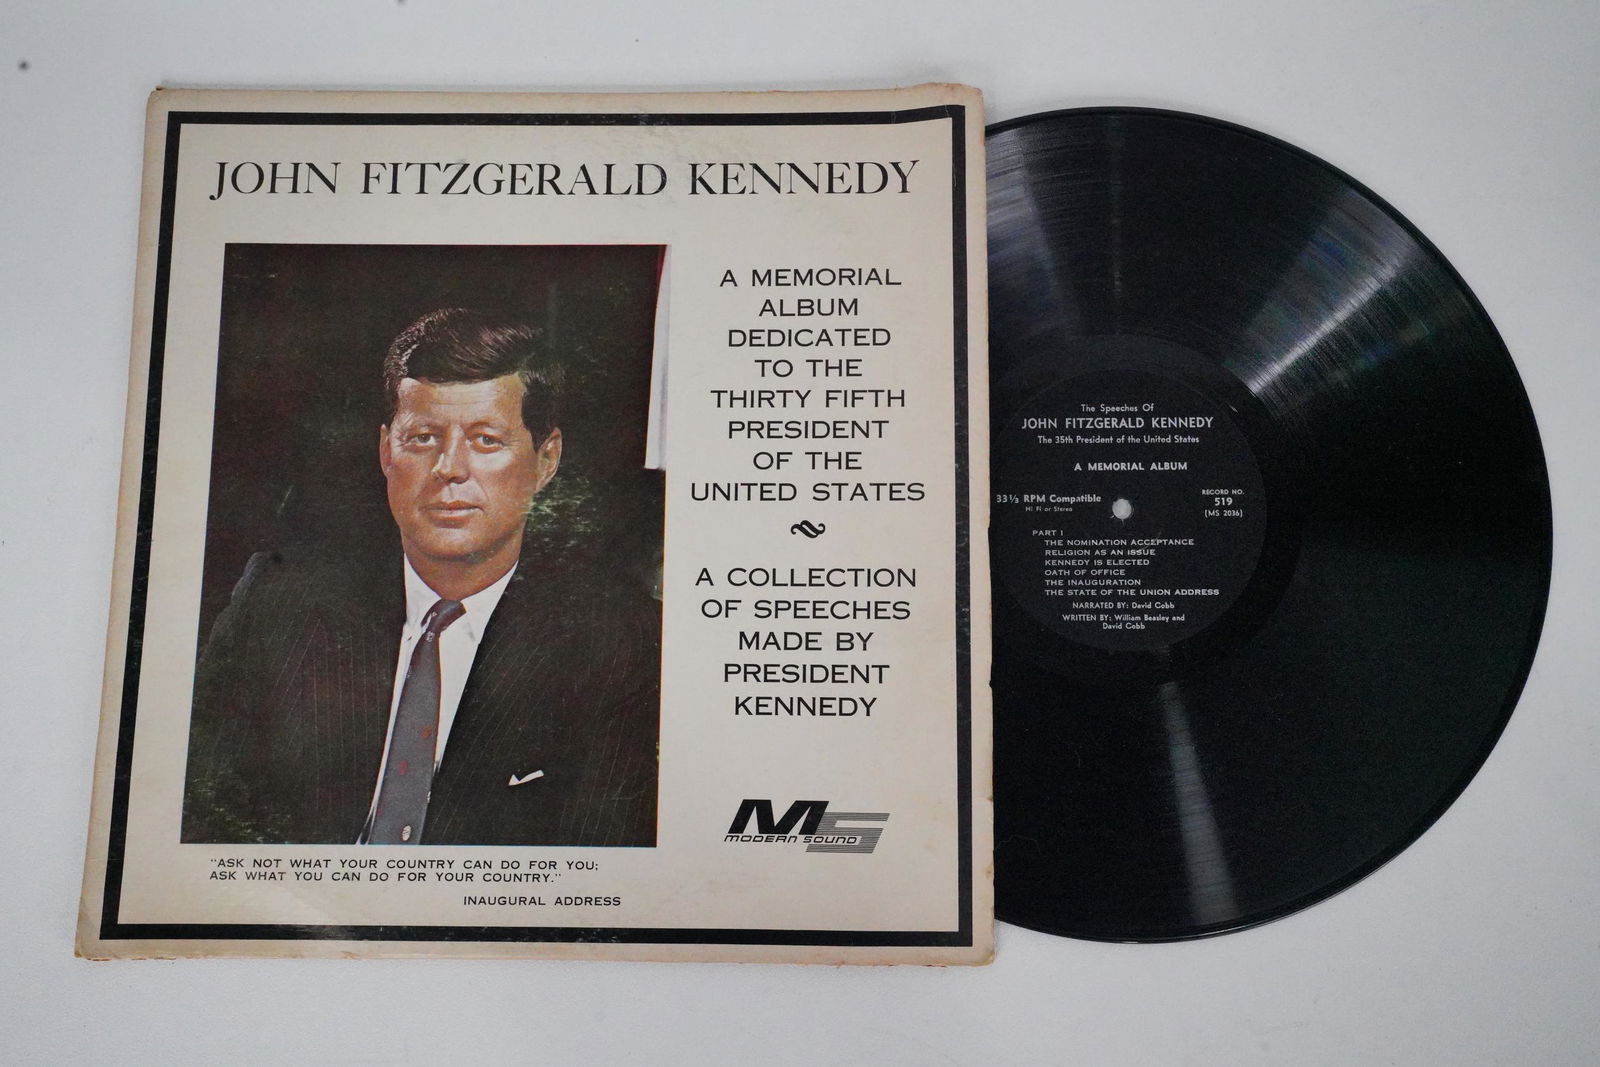 JOHN FITZGERALD KENNEDY
A MEMORIAL
ALBUM
DEDICATED
TO THE
THIRTY FIFTH
PRESIDENT
OF THE
UNITED STATES
A COLLECTION
OF SPEECHES
MADE BY
PRESIDENT
KENNEDY
MS
MODERN SOUND
"ASK NOT WHAT YOUR COUNTRY CAN DO FOR YOU;
ASK WHAT YOU CAN DO FOR YOUR COUNTRY."
INAUGURAL ADDRESS
The Speeches Of
JOHN FITZGERALD KENNEDY
The 35th President of the United States
A MEMORIAL ALBUM
33⅓ RPM Compatible
Hi Fi or Stereo
RECORD NO.
519
(MS 2036)
PART I
THE NOMINATION ACCEPTANCE
RELIGION AS AN ISSUE
KENNEDY IS ELECTED
OATH OF OFFICE
THE INAUGURATION
THE STATE OF THE UNION ADDRESS
NARRATED BY: David Cobb
WRITTEN BY: William Beasley and
David Cobb